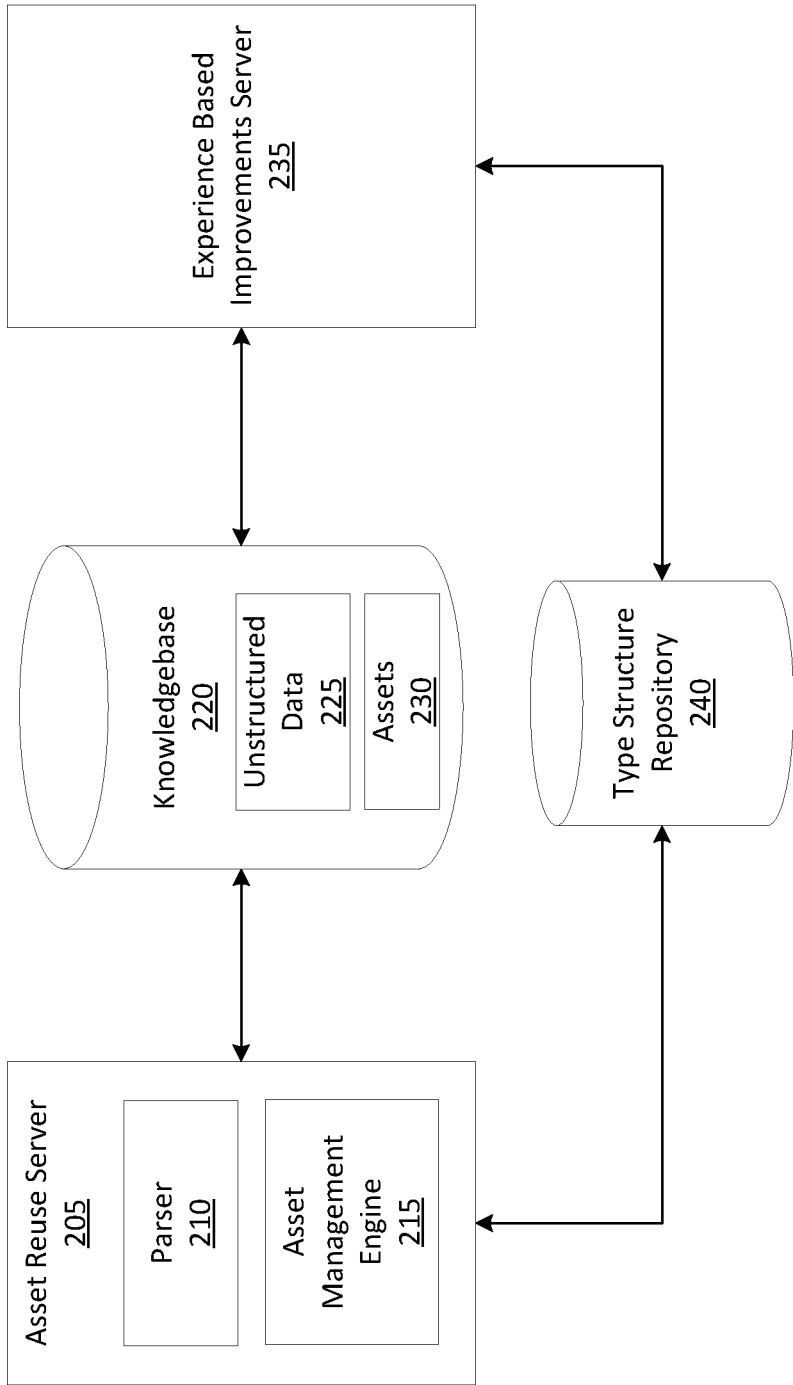 Asset Reuse Server
205
Parser
210
Asset
Management
Engine
215
Knowledgebase
220
Unstructured
Data
225
Assets
230
Experience Based
Improvements Server
235
Type Structure
Repository
240